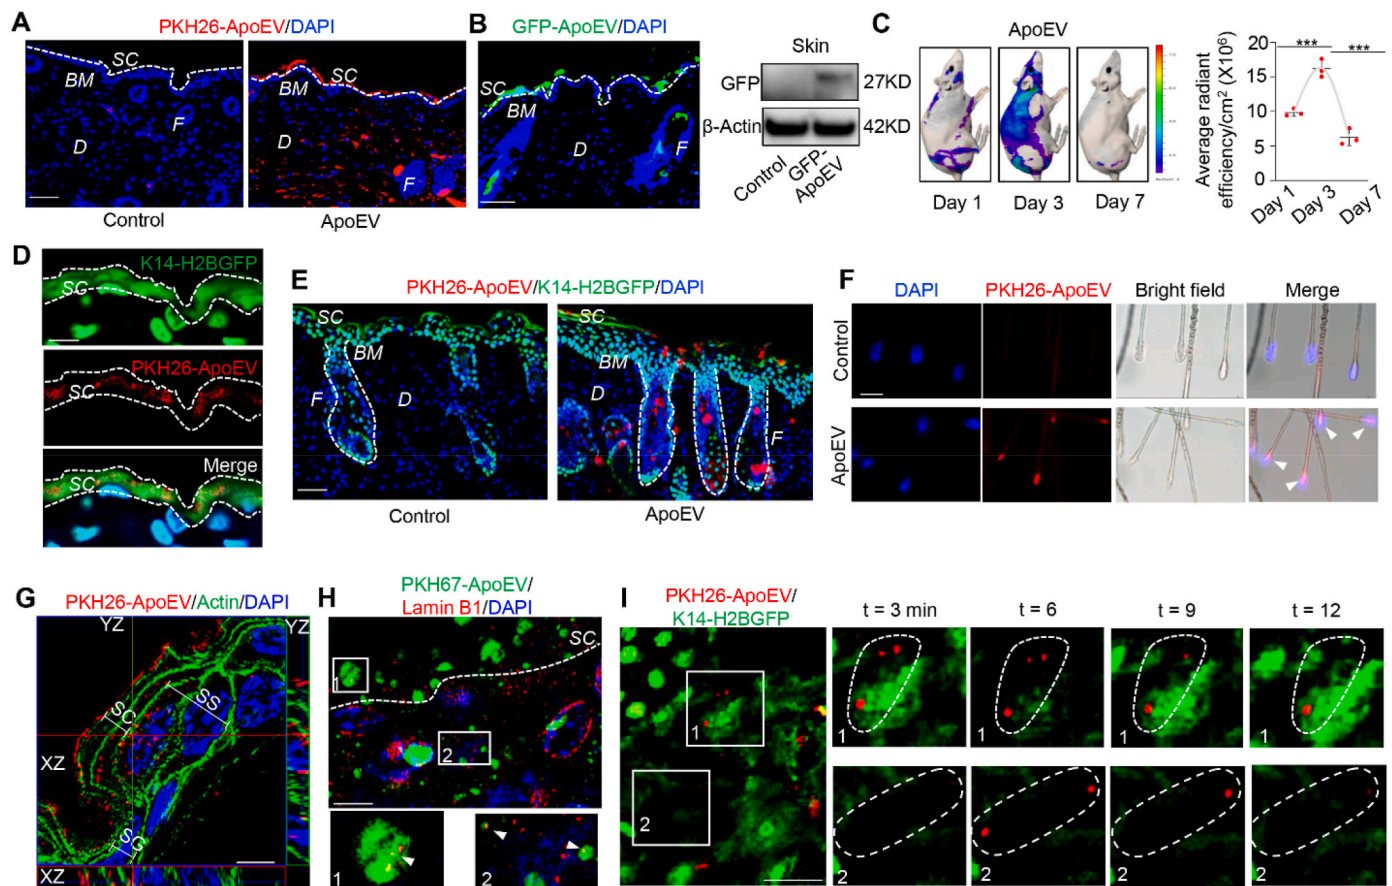 A
PKH26-ApoEV/DAPI
SC
BM
F
D
Control
SC
BM
D
F
ApoEV
B
GFP-ApoEV/DAPI
SC
BM
D
F
Skin
GFP
27KD
β-Actin
42KD
Control
GFP-
ApoEV
C
ApoEV
Day 1
Day 3
Day 7
Average radiant
efficiency/cm² (X10⁶)
20
15
10
5
0
***
***
Day 1
Day 3
Day 7
D
K14-H2BGFP
SC
PKH26-ApoEV
SC
Merge
SC
E
PKH26-ApoEV/K14-H2BGFP/DAPI
SC
BM
F
D
Control
SC
BM
D
F
ApoEV
F
DAPI
PKH26-ApoEV
Bright field
Merge
Control
ApoEV
G
PKH26-ApoEV/Actin/DAPI
YZ
YZ
SS
SC
XZ
SG
XZ
H
PKH67-ApoEV/
Lamin B1/DAPI
SC
1
2
1
2
I
PKH26-ApoEV/
K14-H2BGFP
t = 3 min
t = 6
t = 9
t = 12
1
2
1
1
1
1
2
2
2
2